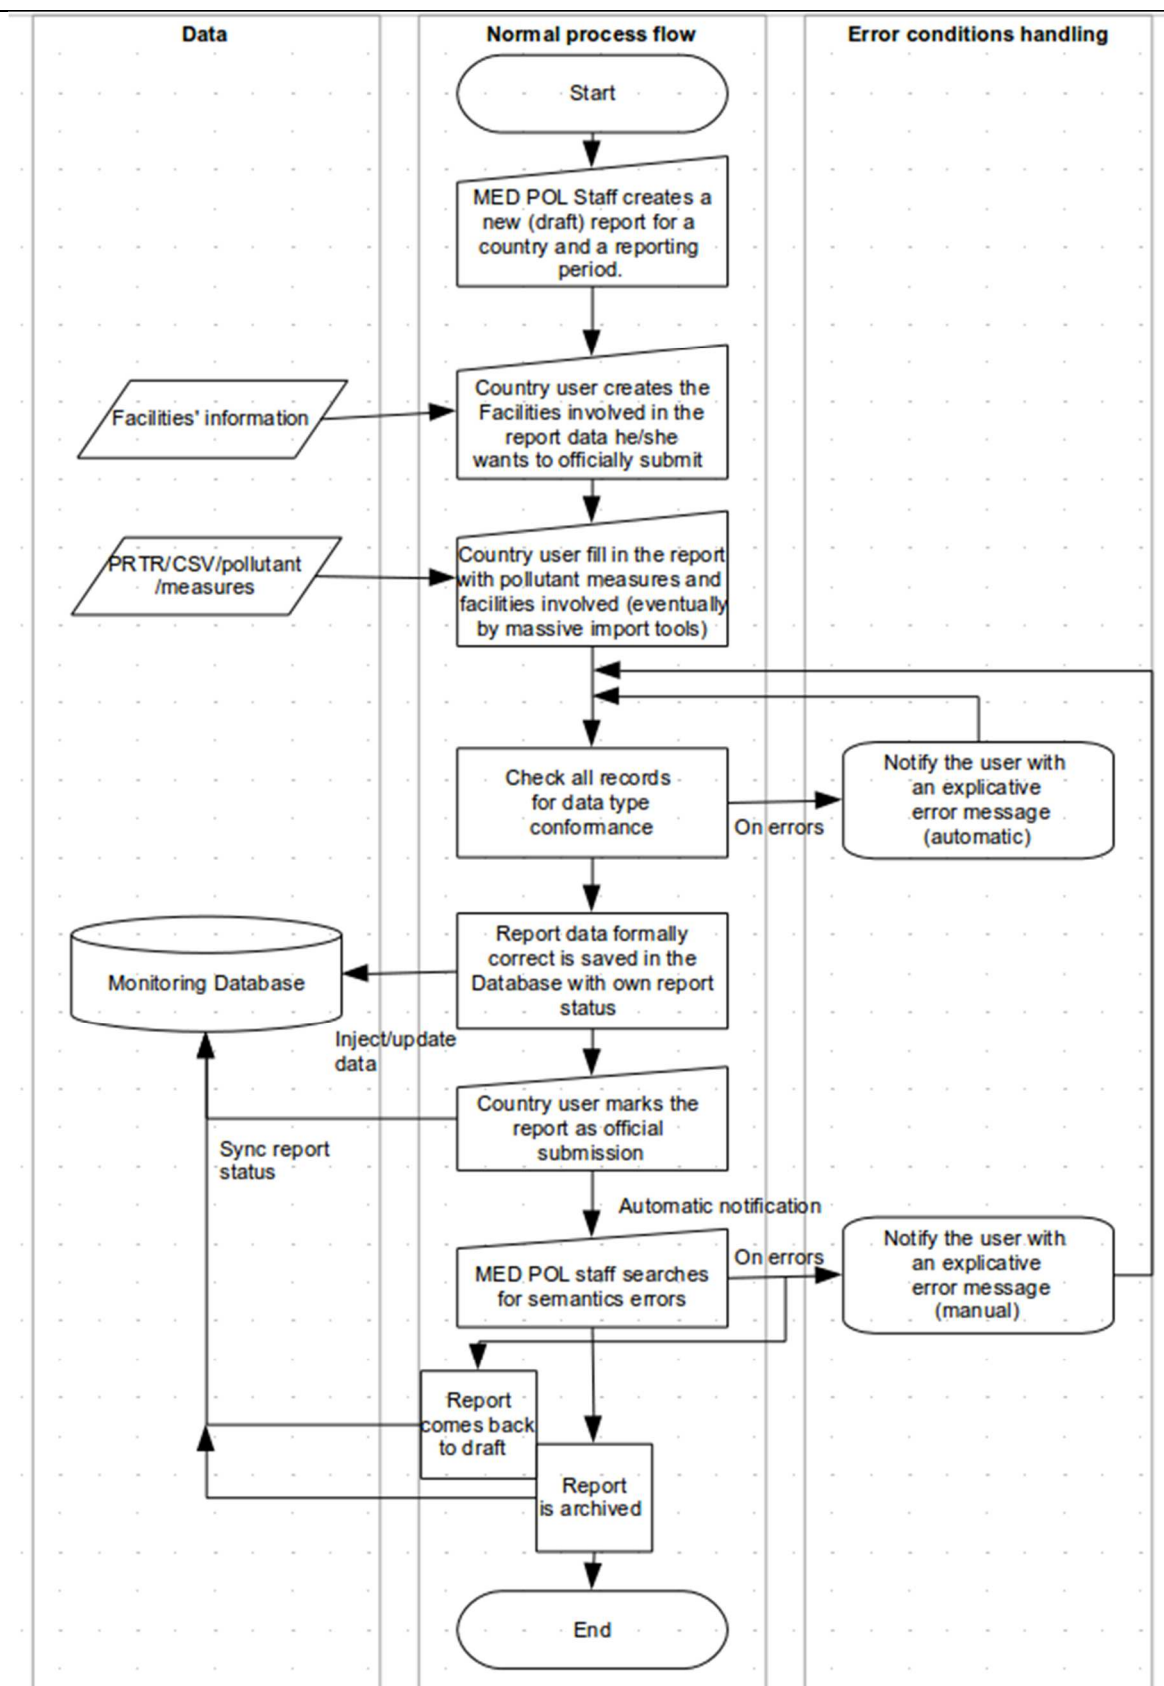 Data
Normal process flow
Error conditions handling
Start
MED POL Staff creates a
new (draft) report for a
country and a reporting
period.
Facilities' information
Country user creates the
Facilities involved in the
report data he/she
wants to officially submit
PRTR/CSV/pollutant
/measures
Country user fill in the report
with pollutant measures and
facilities involved (eventually
by massive import tools)
Check all records
for data type
conformance
On errors
Notify the user with
an explicative
error message
(automatic)
Report data formally
correct is saved in the
Database with own report
status
Monitoring Database
Inject/update
data
Country user marks the
report as official
submission
Sync report
status
Automatic notification
MED POL staff searches
for semantics errors
On errors
Notify the user with
an explicative
error message
(manual)
Report
comes back
to draft
Report
is archived
End